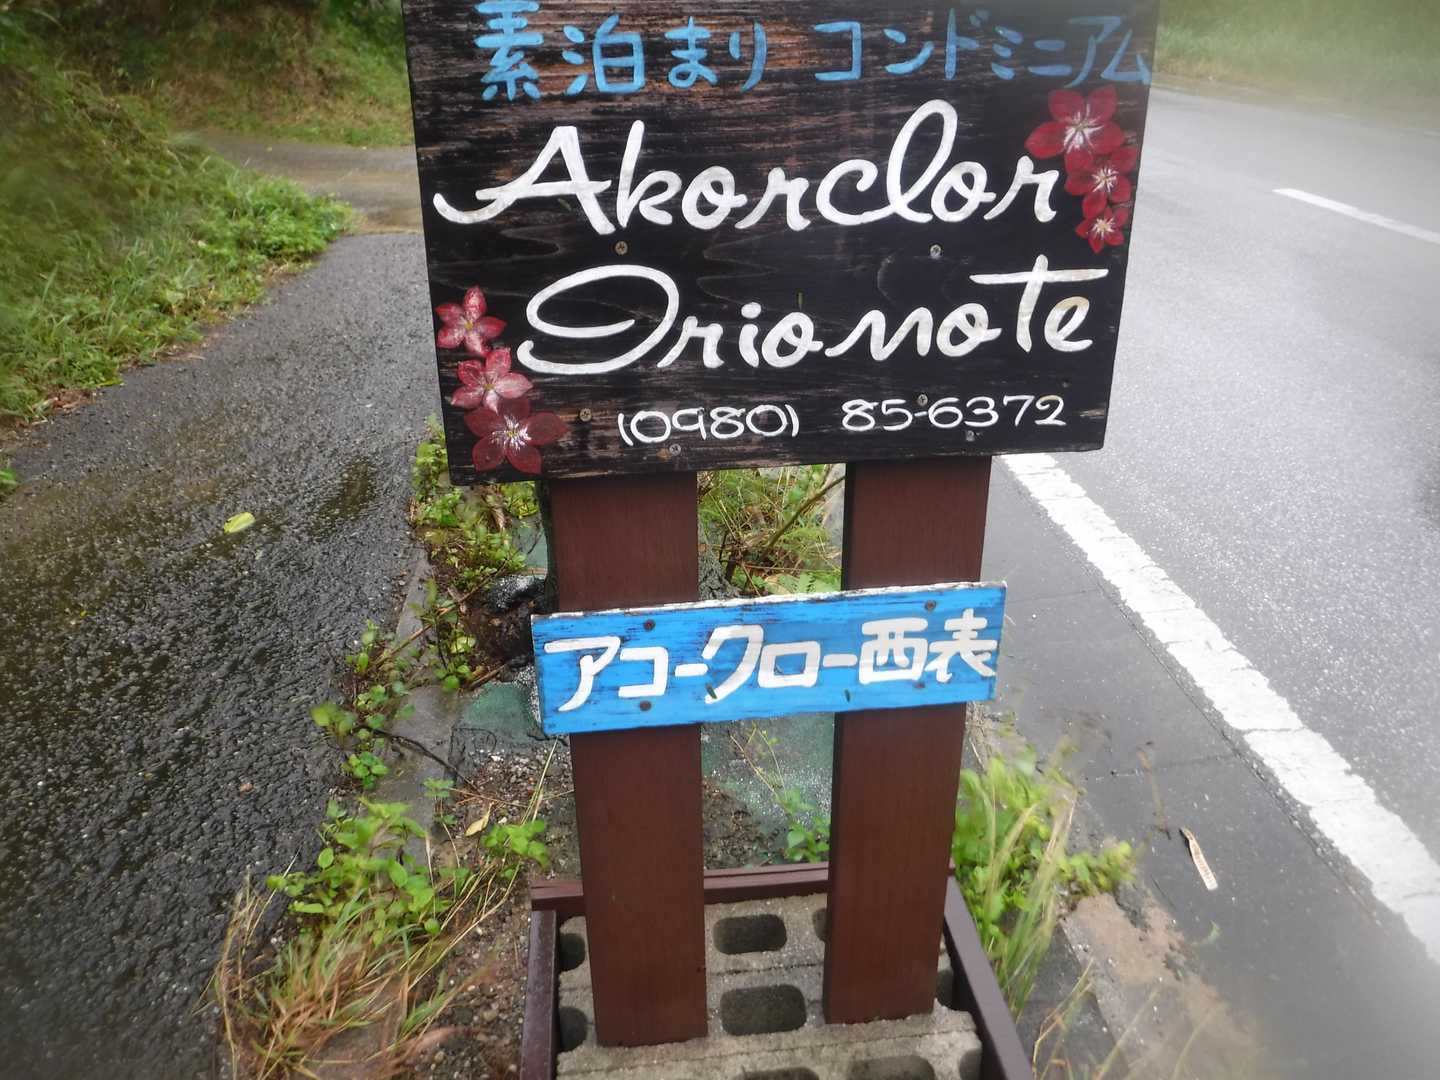 素泊まり コンドミニアム
Akorclor
Iriomote
(0980) 85-6372
アコークロー西表